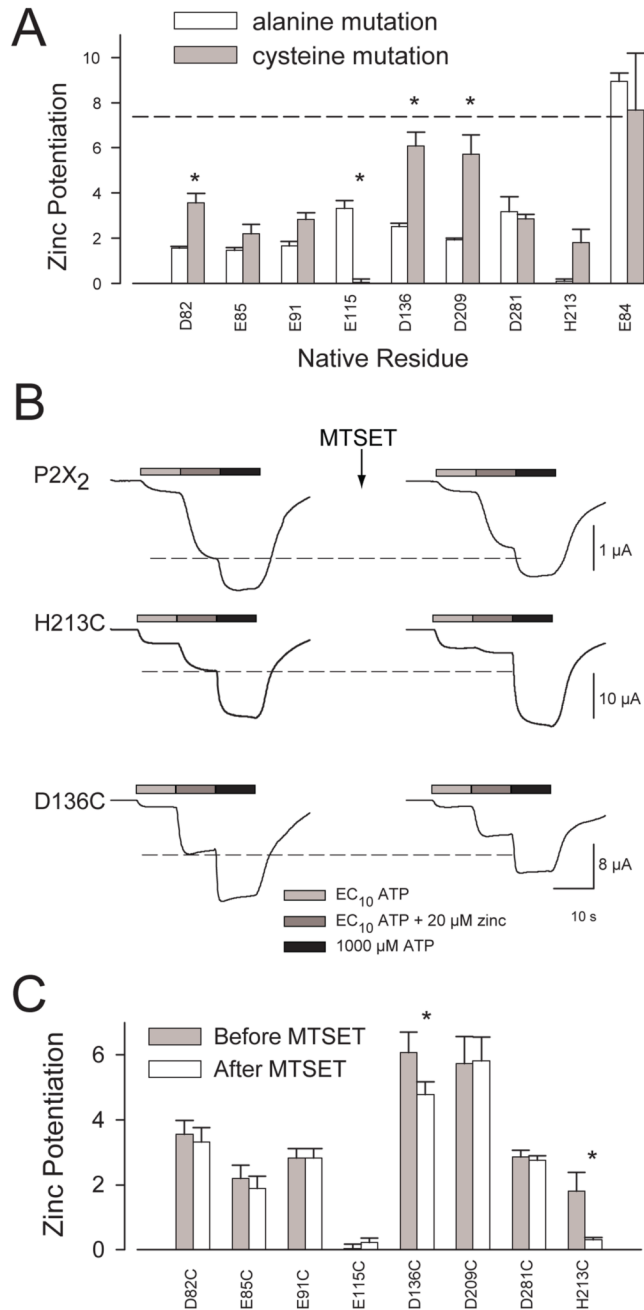 A
alanine mutation
cysteine mutation
10
8
6
4
2
0
Zinc Potentiation
*
*
*
*
D82
E85
E91
E115
D136
D209
D281
H213
E84
Native Residue
B
MTSET
P2X2
1 µA
H213C
10 µA
D136C
8 µA
10 s
EC10 ATP
EC10 ATP + 20 µM zinc
1000 µM ATP
C
Before MTSET
After MTSET
6
4
2
0
Zinc Potentiation
*
*
D82C
E85C
E91C
E115C
D136C
D209C
D281C
H213C